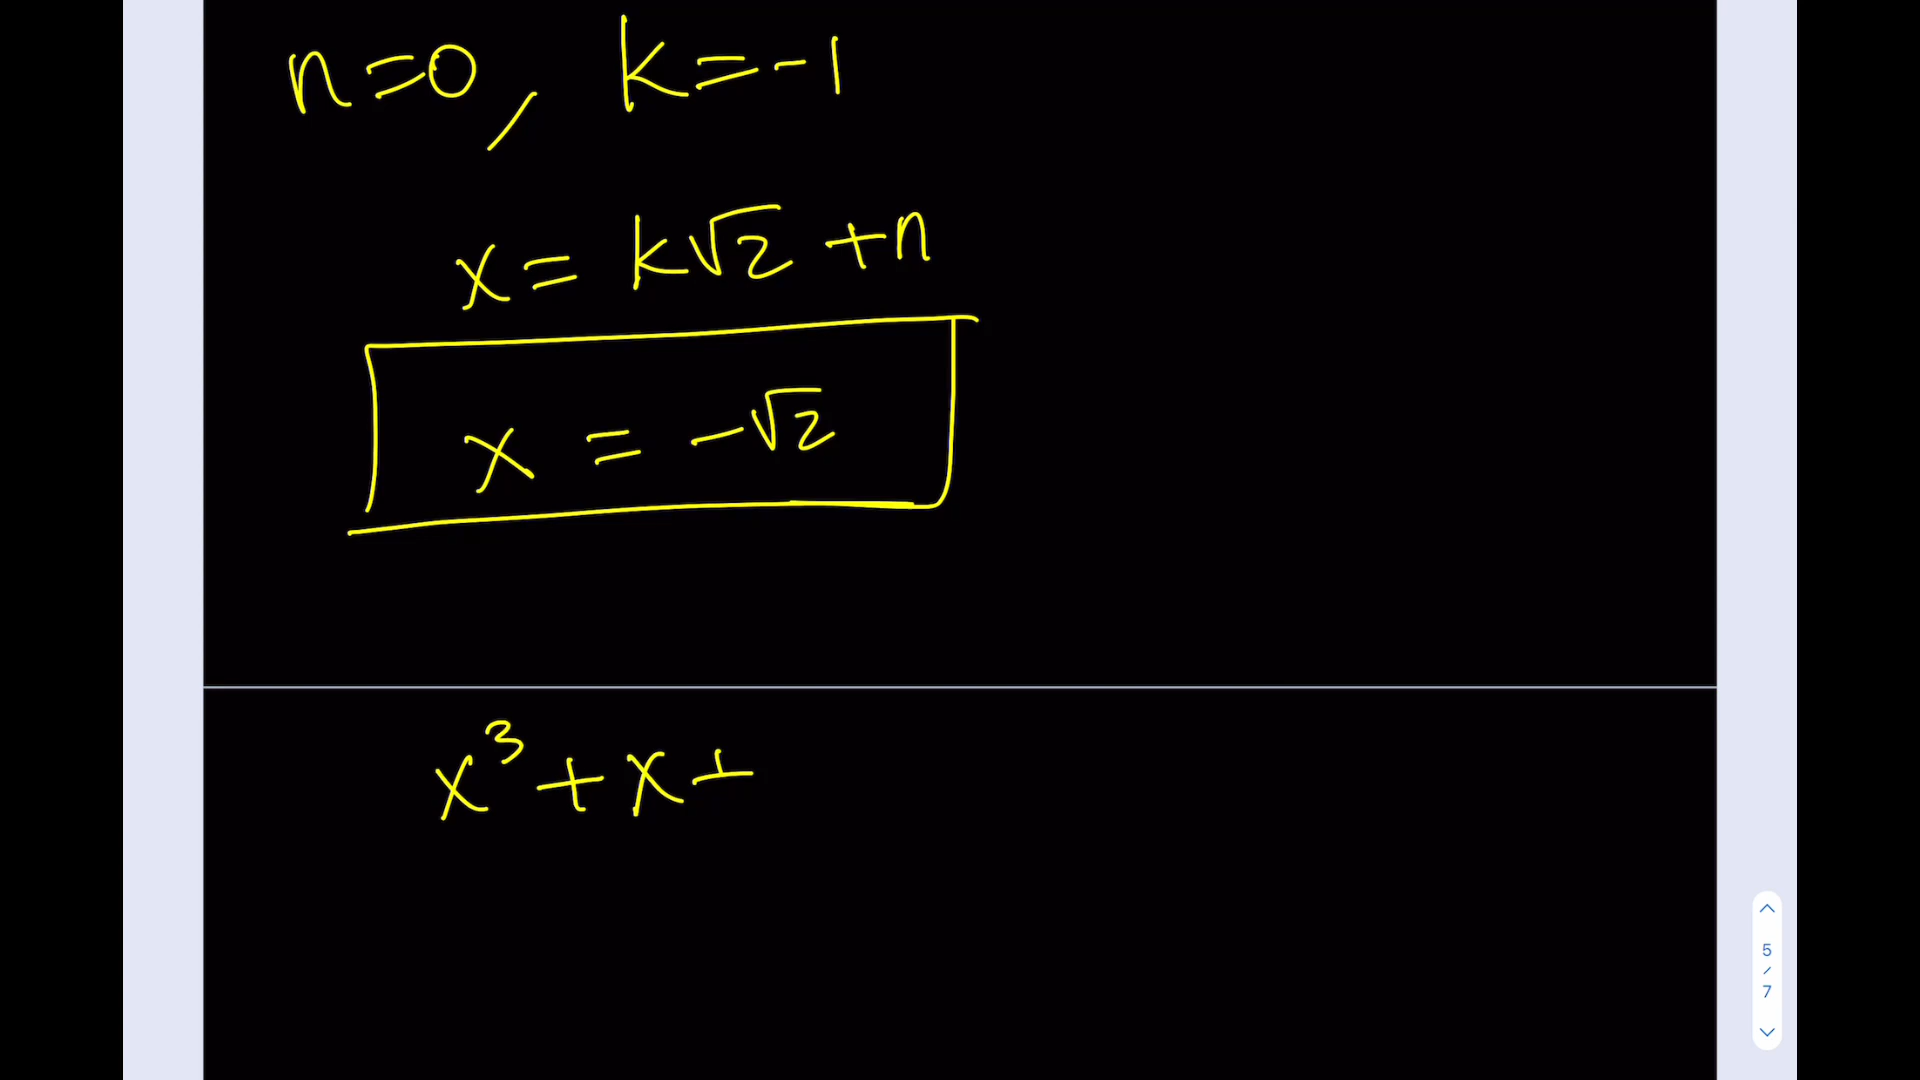 n=0, k=-1
x= k√2 +n
x = -√2
x³+x+
5
/
7